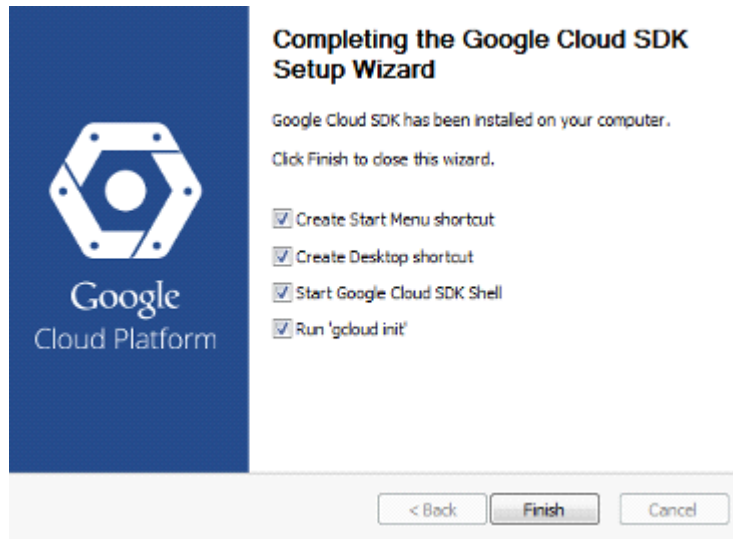 Completing the Google Cloud SDK
Setup Wizard
Google Cloud SDK has been installed on your computer.
Click Finish to close this wizard.
Create Start Menu shortcut
Create Desktop shortcut
Start Google Cloud SDK Shell
Run 'gcloud init'
Google
Cloud Platform
< Back
Finish
Cancel